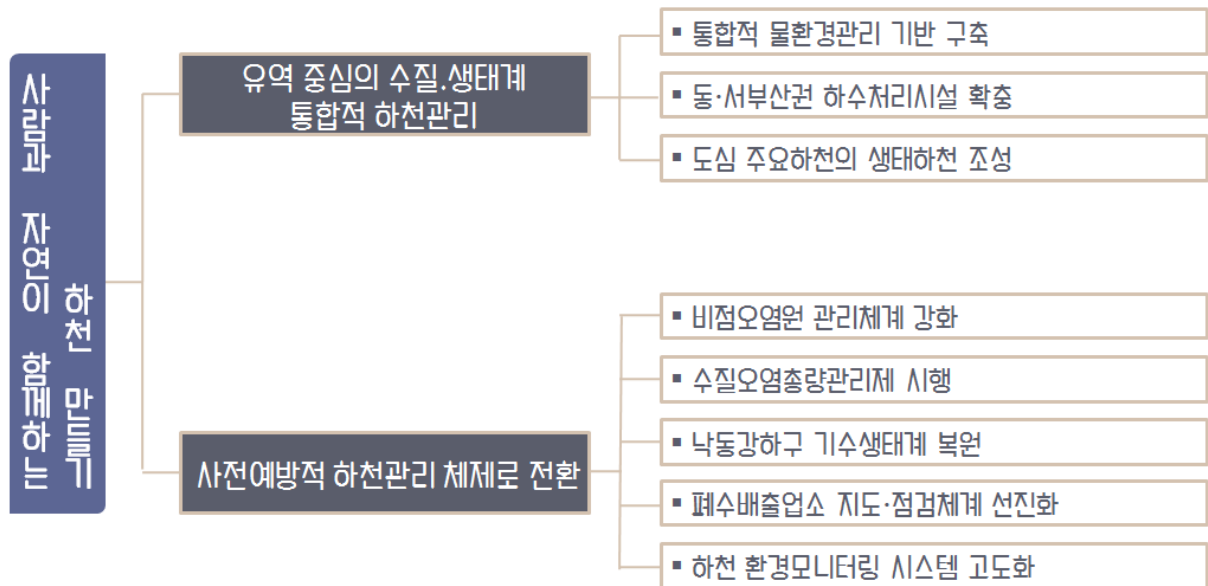 사람과 자연이 함께하는
하천 만들기
유역 중심의 수질.생태계
통합적 하천관리
▪ 통합적 물환경관리 기반 구축
▪ 동·서부산권 하수처리시설 확충
▪ 도심 주요하천의 생태하천 조성
사전예방적 하천관리 체제로 전환
▪ 비점오염원 관리체계 강화
▪ 수질오염총량관리제 시행
▪ 낙동강하구 기수생태계 복원
▪ 폐수배출업소 지도·점검체계 선진화
▪ 하천 환경모니터링 시스템 고도화